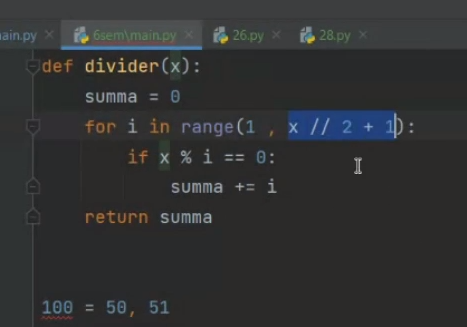 ain.py × 6sem\main.py × 26.py × 28.py ×
def divider(x):
    summa = 0
    for i in range(1 , x // 2 + 1):
        if x % i == 0:
            summa += i
    return summa
100 = 50, 51